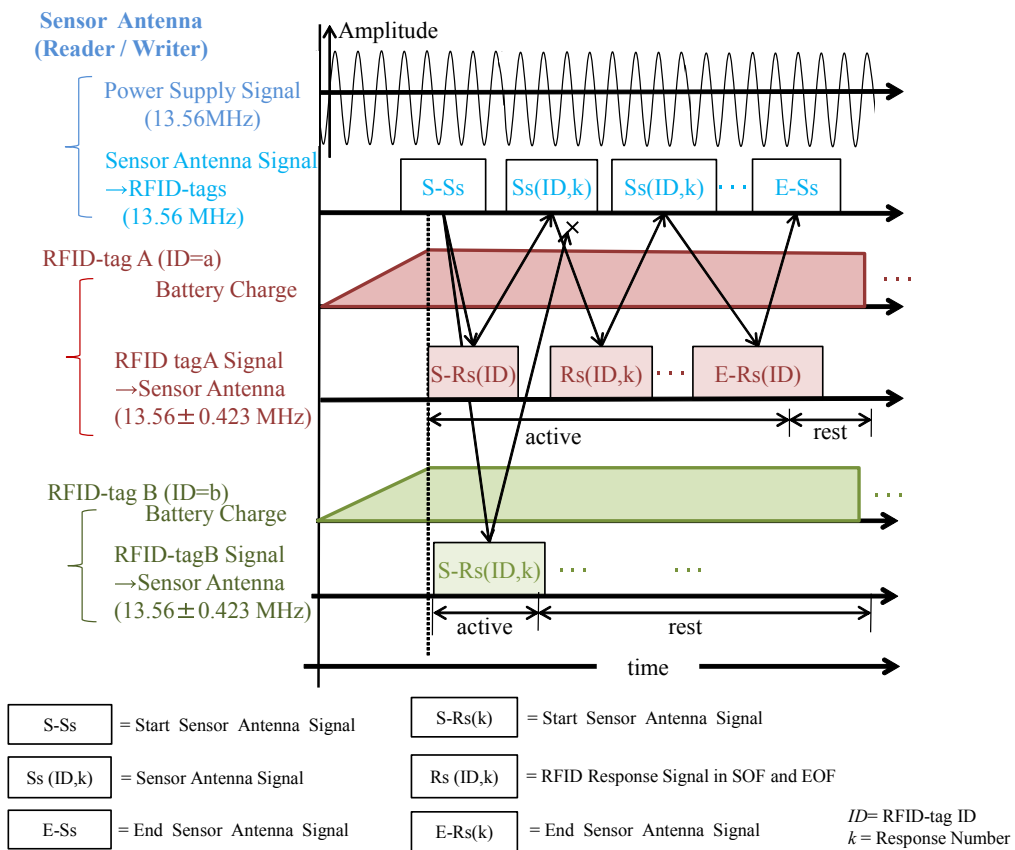 Sensor Antenna
(Reader / Writer)
Amplitude
Power Supply Signal
(13.56MHz)
Sensor Antenna Signal
→RFID-tags
(13.56 MHz)
S-Ss
Ss(ID,k)
Ss(ID,k)
E-Ss
×
RFID-tag A (ID=a)
Battery Charge
RFID tagA Signal
→Sensor Antenna
(13.56±0.423 MHz)
S-Rs(ID)
Rs(ID,k)
E-Rs(ID)
active
rest
RFID-tag B (ID=b)
Battery Charge
RFID-tagB Signal
→Sensor Antenna
(13.56±0.423 MHz)
S-Rs(ID,k)
active
rest
time
S-Ss = Start Sensor Antenna Signal
S-Rs(k) = Start Sensor Antenna Signal
Ss (ID,k) = Sensor Antenna Signal
Rs (ID,k) = RFID Response Signal in SOF and EOF
E-Ss = End Sensor Antenna Signal
E-Rs(k) = End Sensor Antenna Signal
ID= RFID-tag ID
k = Response Number